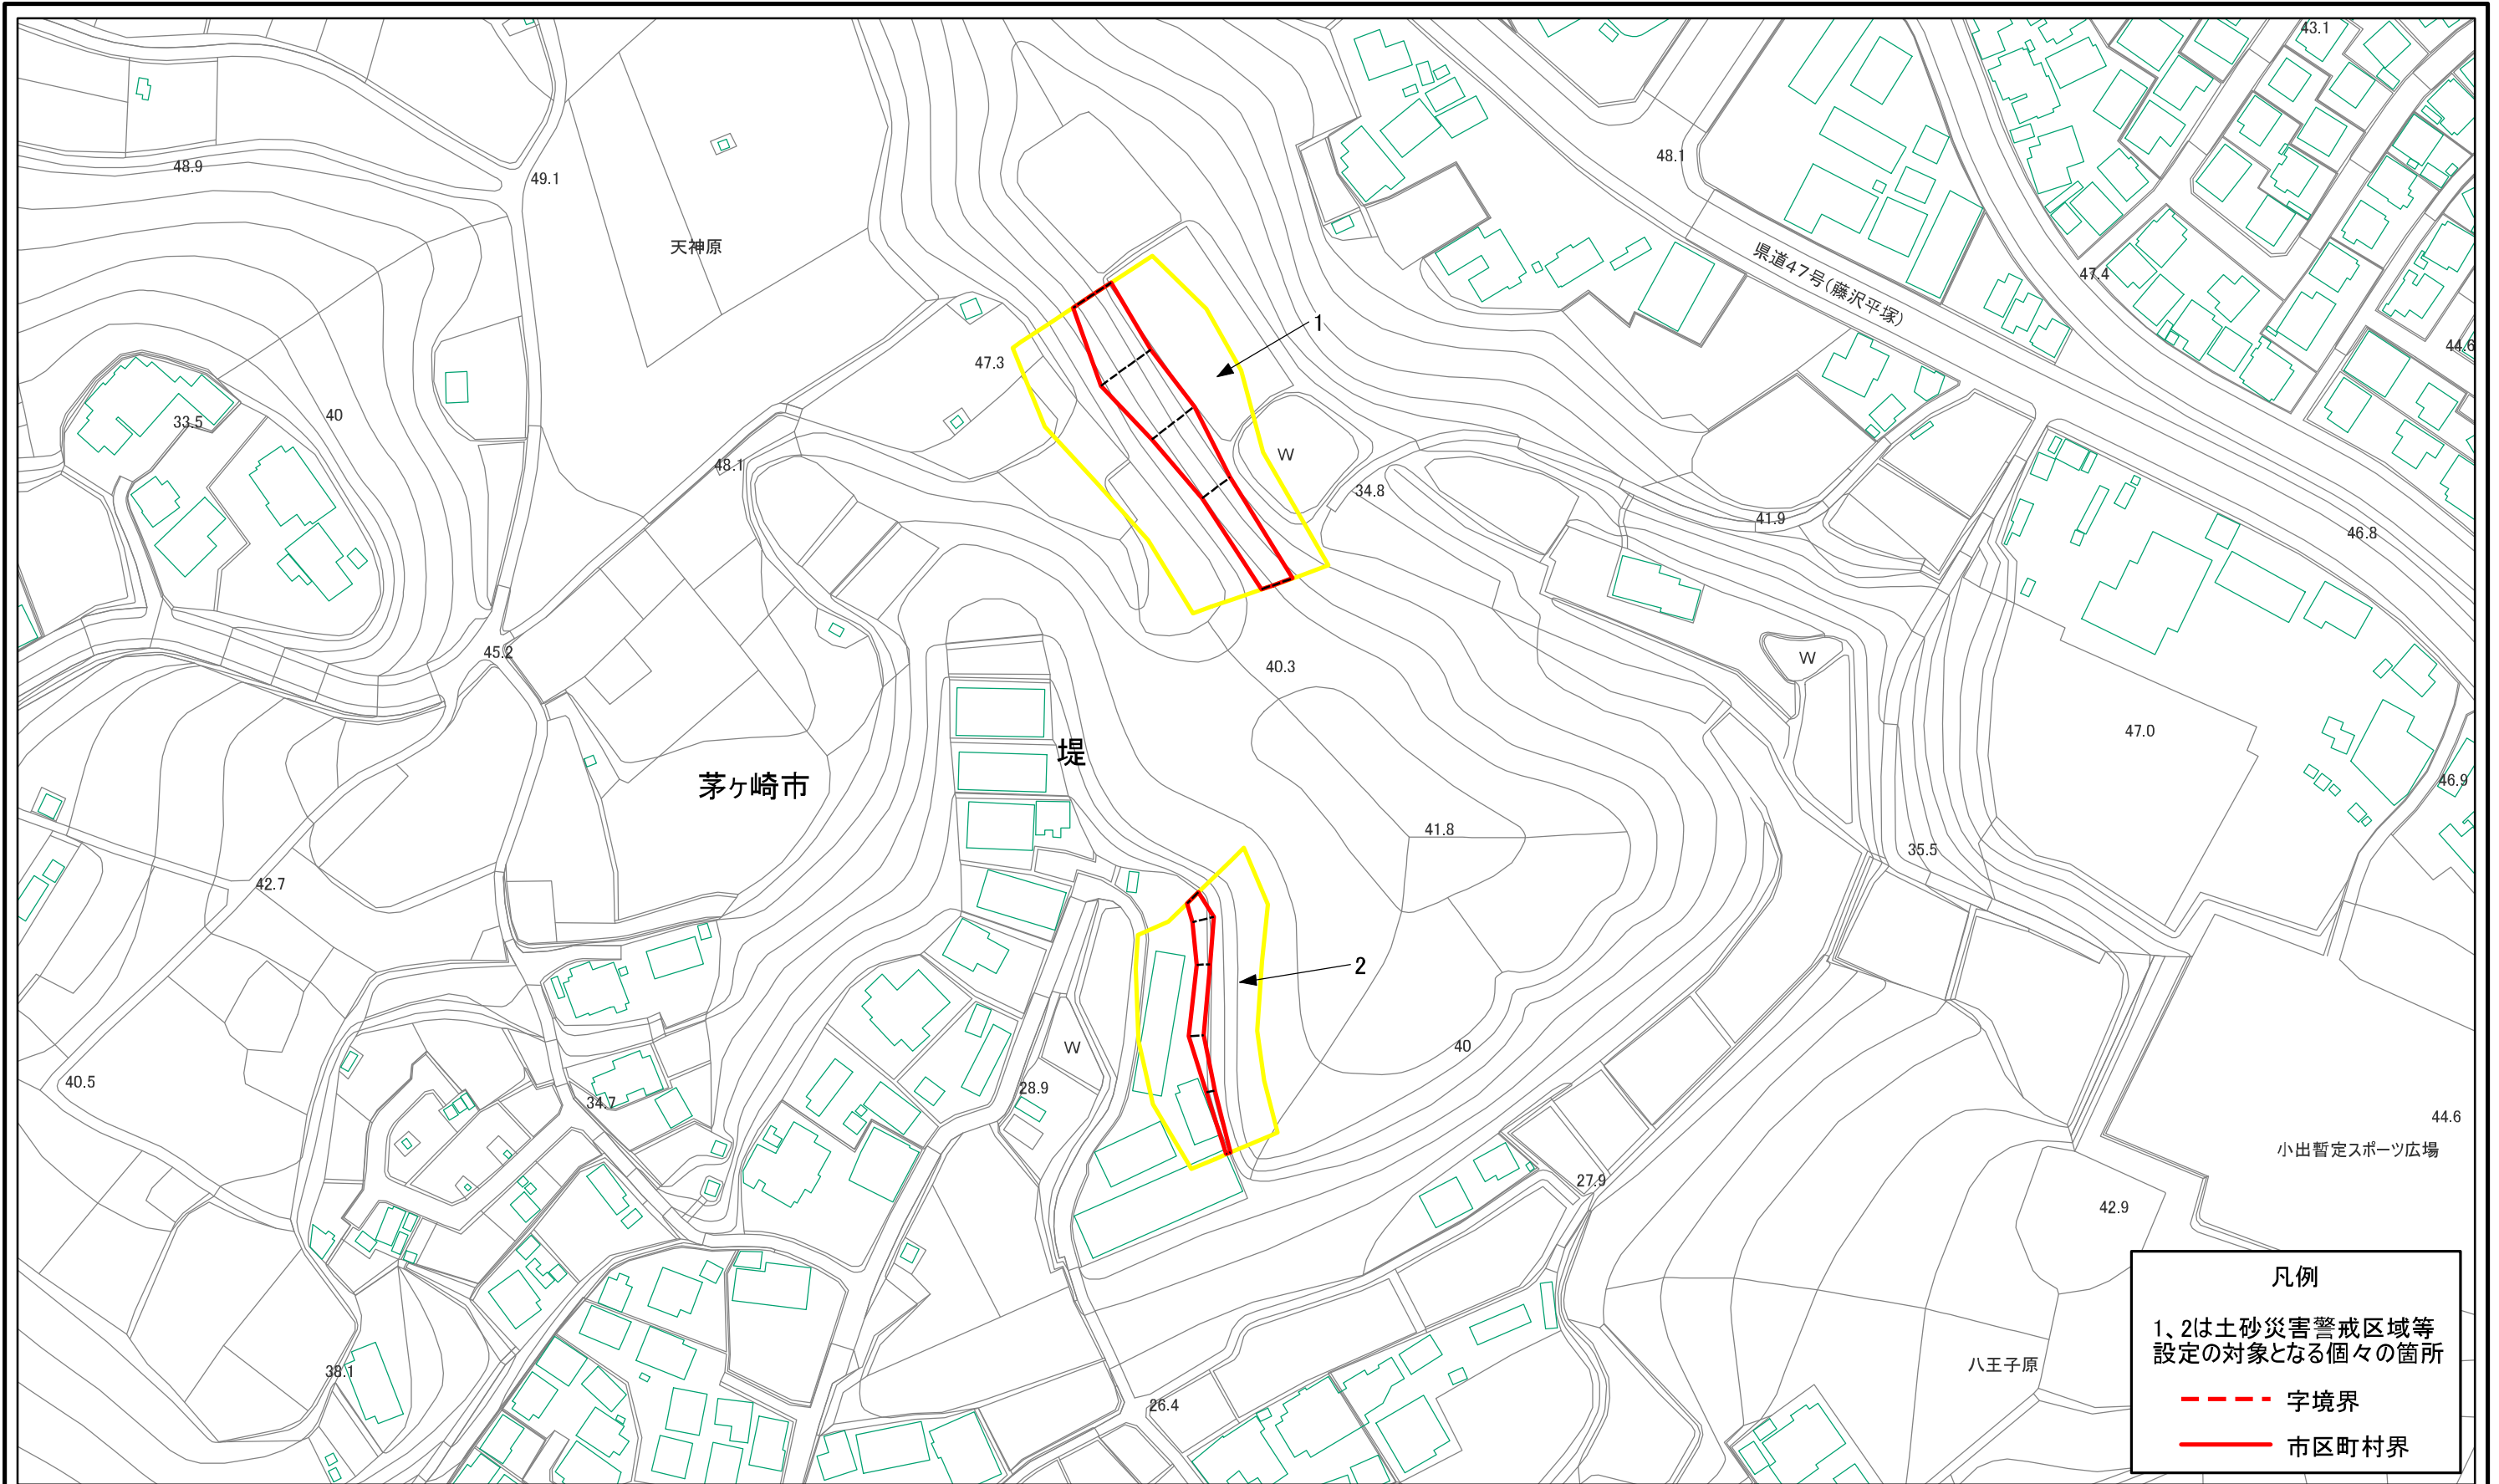 43.1
48.1
48.9
49.1
天神原
県道47号(藤沢平塚)
47.4
1
44.6
47.3
40
33.5
48.1
W
34.8
41.9
46.8
45.2
40.3
W
47.0
堤
茅ヶ崎市
46.9
41.8
35.5
42.7
2
40
W
28.9
40.5
34.7
44.6
小出暫定スポーツ広場
27.9
42.9
38.1
26.4
八王子原
凡例
1、2は土砂災害警戒区域等
設定の対象となる個々の箇所
字境界
市区町村界